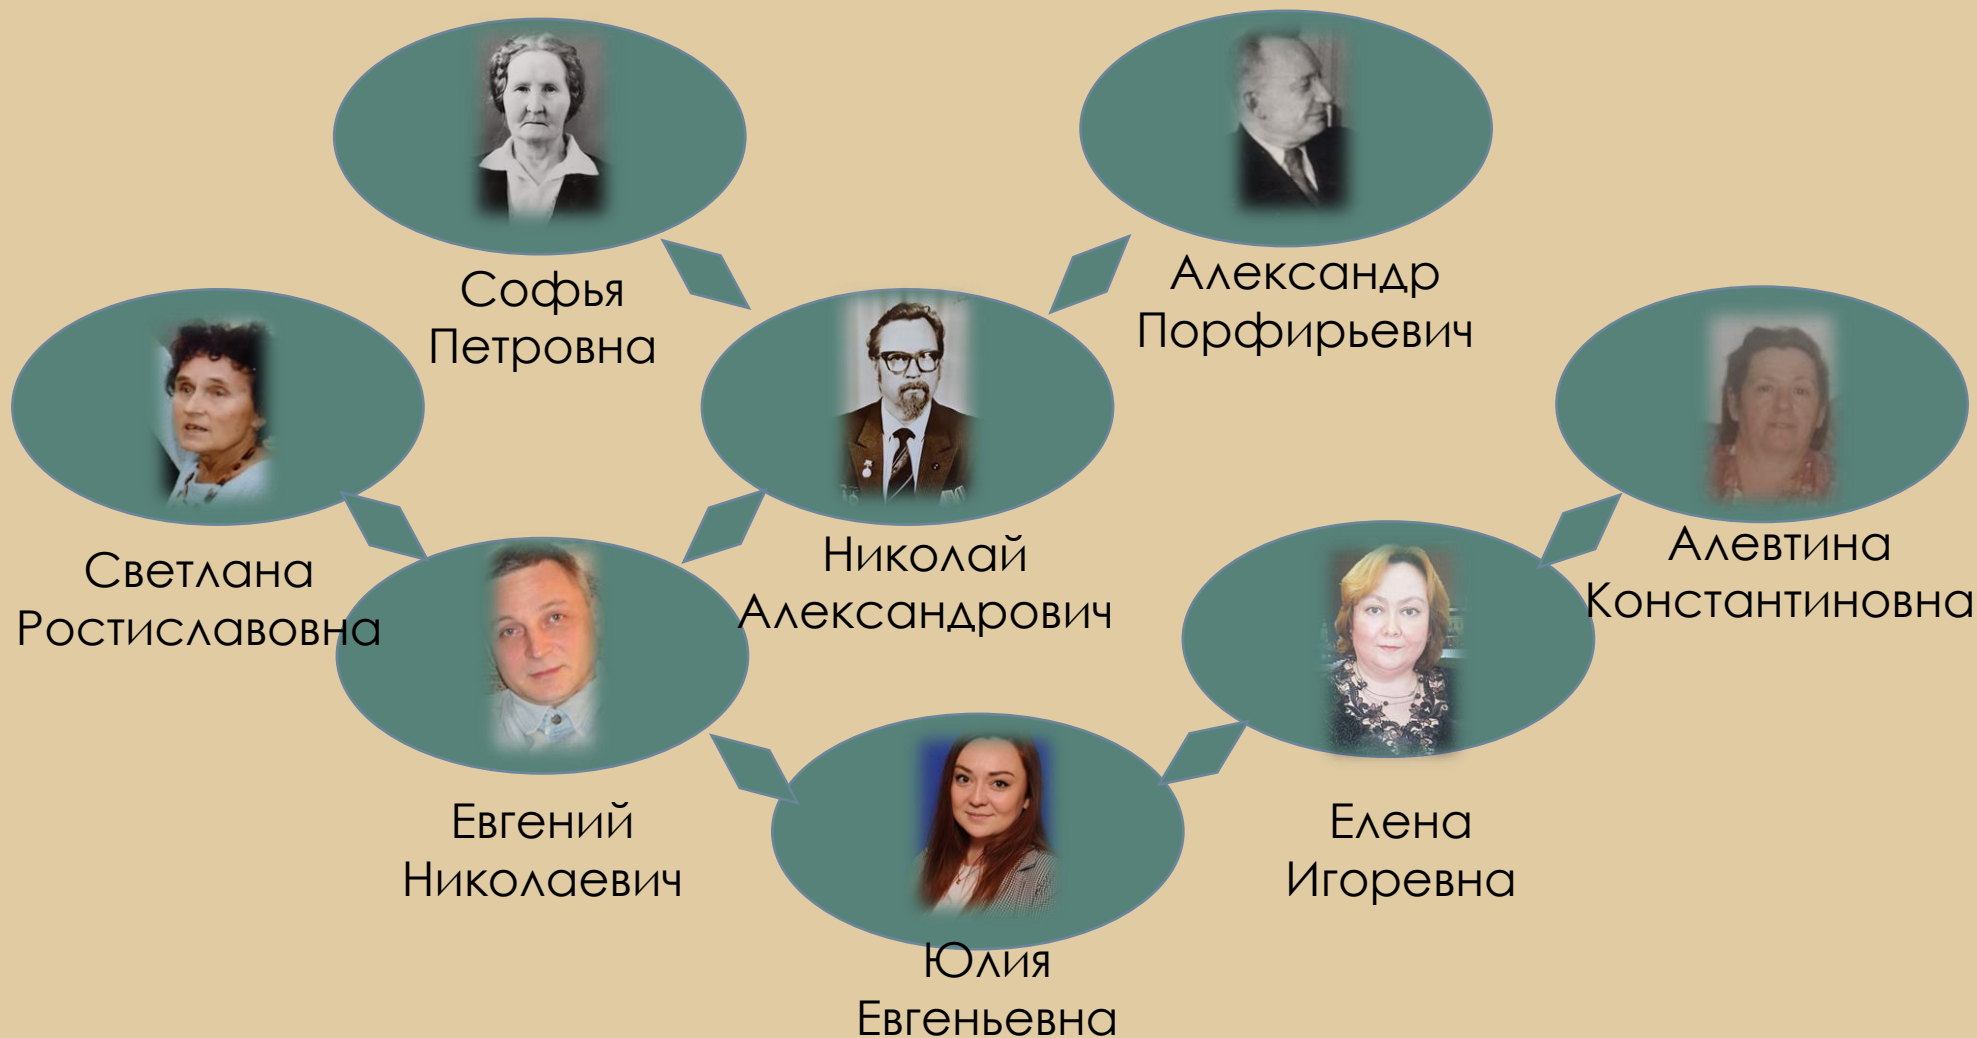 Софья
Петровна
Александр
Порфирьевич
Светлана
Ростиславовна
Николай
Александрович
Алевтина
Константиновна
Евгений
Николаевич
Елена
Игоревна
Юлия
Евгеньевна